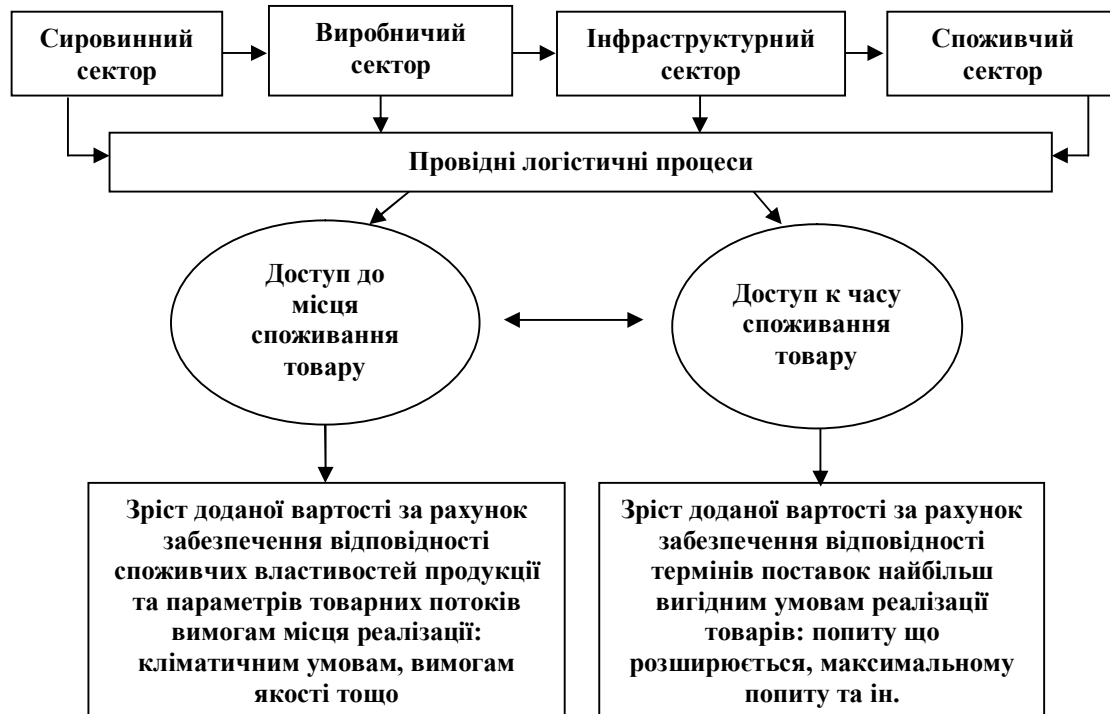 Сировинний
сектор
Виробничий
сектор
Інфраструктурний
сектор
Споживчий
сектор
Провідні логістичні процеси
Доступ до
місця
споживання
товару
Доступ к часу
споживання
товару
Зріст доданої вартості за рахунок
забезпечення відповідності
споживчих властивостей продукції
та параметрів товарних потоків
вимогам місця реалізації:
кліматичним умовам, вимогам
якості тощо
Зріст доданої вартості за рахунок
забезпечення відповідності
термінів поставок найбільш
вигідним умовам реалізації
товарів: попиту що
розширюється, максимальному
попиту та ін.